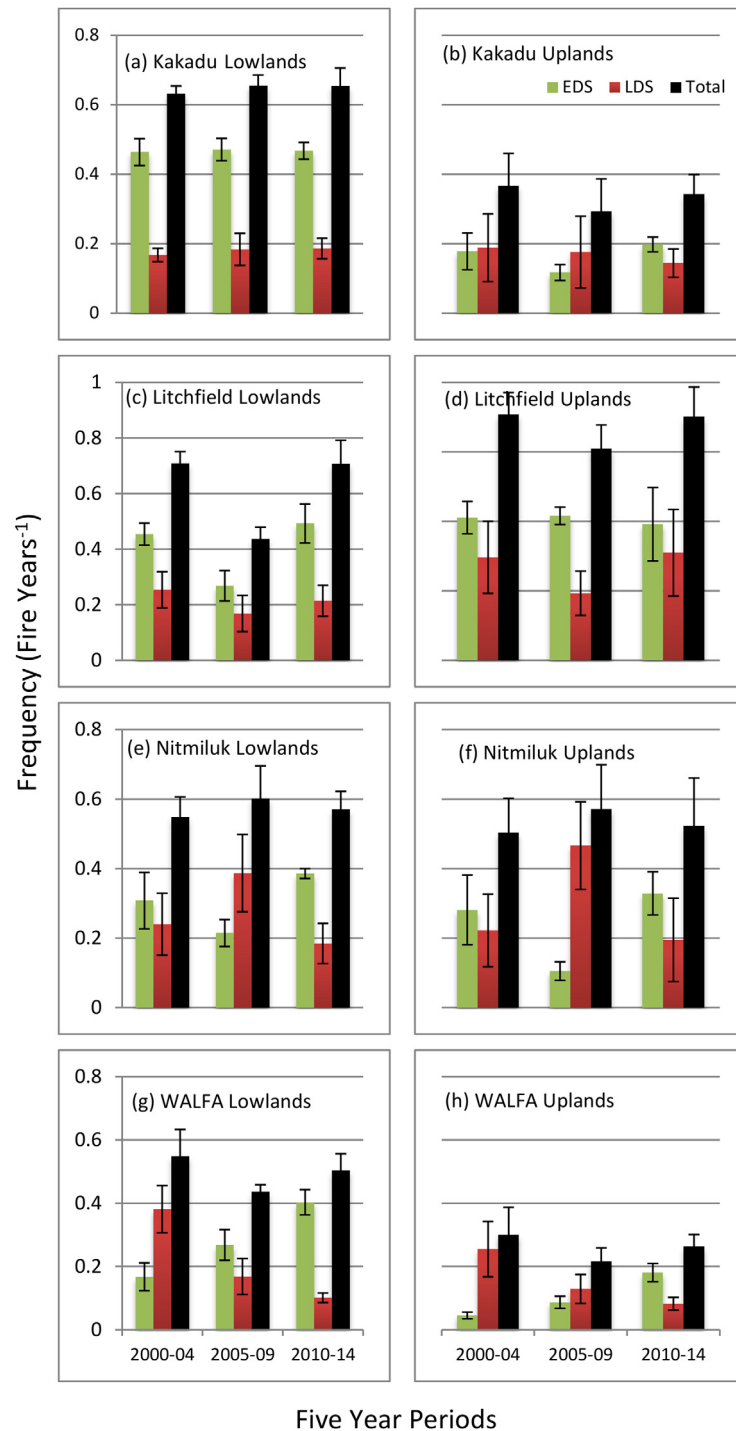 (a) Kakadu Lowlands
0.8
0.6
0.4
0.2
0
(b) Kakadu Uplands
EDS LDS Total
(c) Litchfield Lowlands
1
0.8
0.6
0.4
0.2
0
(d) Litchfield Uplands
Frequency (Fire Years-1)
(e) Nitmiluk Lowlands
0.8
0.6
0.4
0.2
0
(f) Nitmiluk Uplands
(g) WALFA Lowlands
0.8
0.6
0.4
0.2
0
2000-04 2005-09 2010-14
(h) WALFA Uplands
2000-04 2005-09 2010-14
Five Year Periods